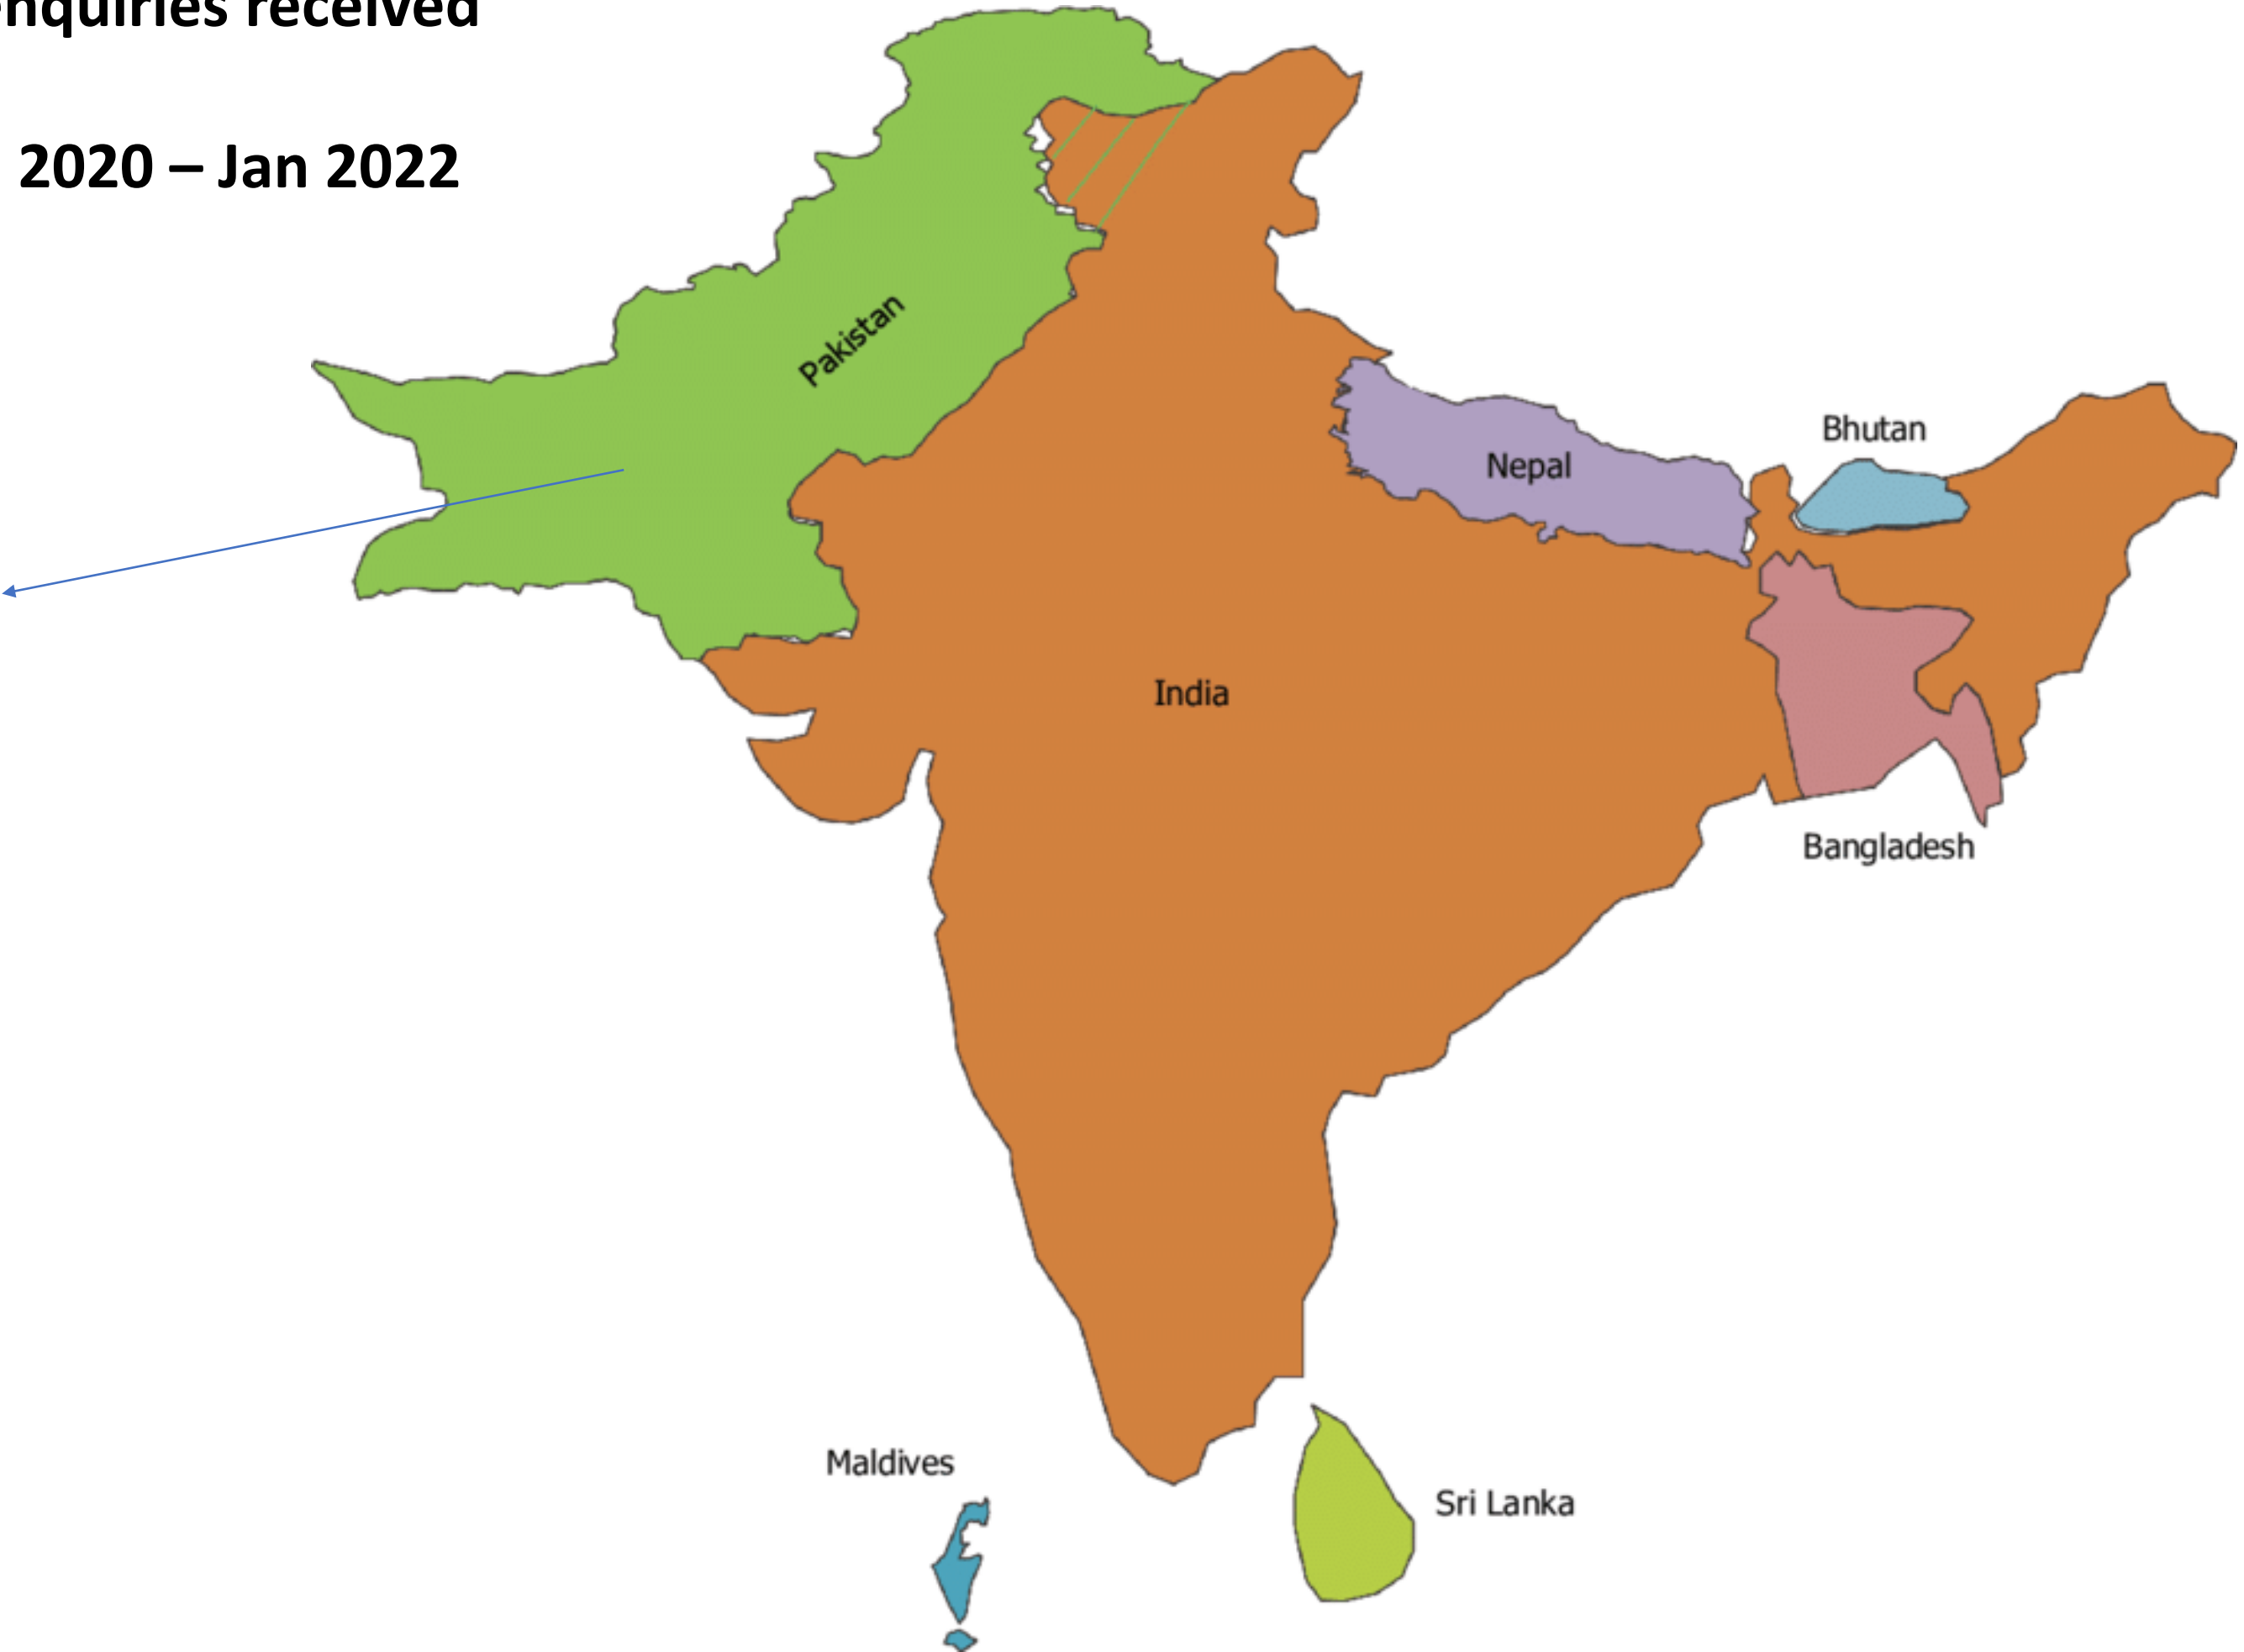 nquiries received
2020 – Jan 2022
Pakistan
Nepal
Bhutan
India
Bangladesh
Maldives
Sri Lanka